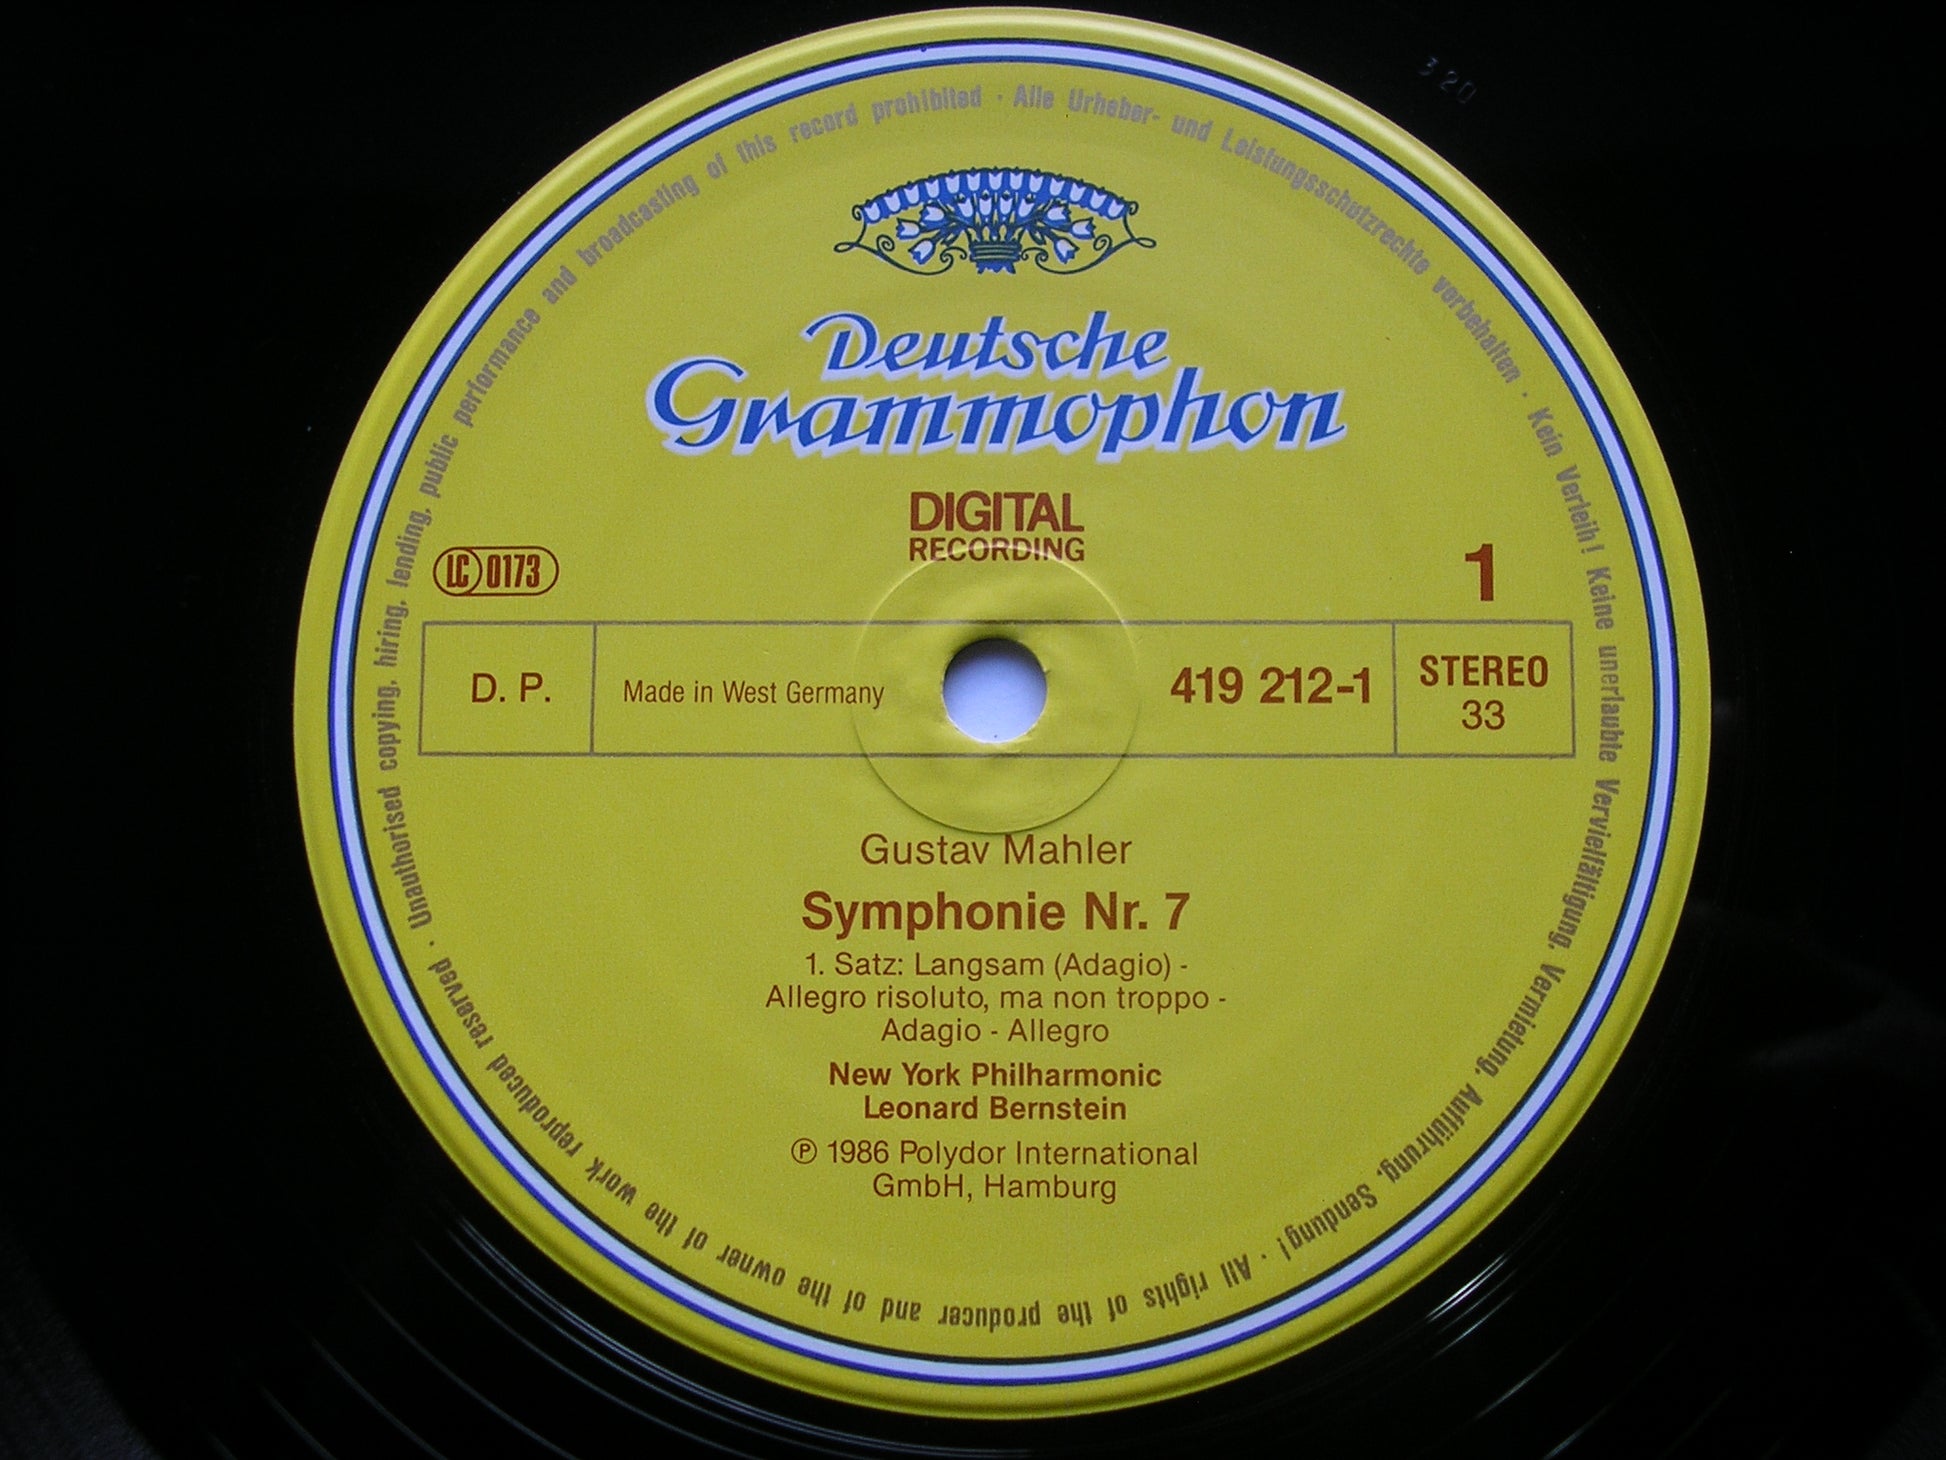 Deutsche
Grammophon
DIGITAL
RECORDING
LC 0173
1
D. P.
Made in West Germany
419 212-1
STEREO
33
Gustav Mahler
Symphonie Nr. 7
1. Satz: Langsam (Adagio) -
Allegro risoluto, ma non troppo -
Adagio - Allegro
New York Philharmonic
Leonard Bernstein
℗ 1986 Polydor International
GmbH, Hamburg
Alle Urheber- und Leistungsschutzrechte vorbehalten · Kein Verleih! Keine unerlaubte Vervielfältigung, Vermietung, Aufführung, Sendung! · All rights of the producer and of the owner of the work reproduced reserved · Unauthorised copying, hiring, lending, public performance and broadcasting of this record prohibited ·
320